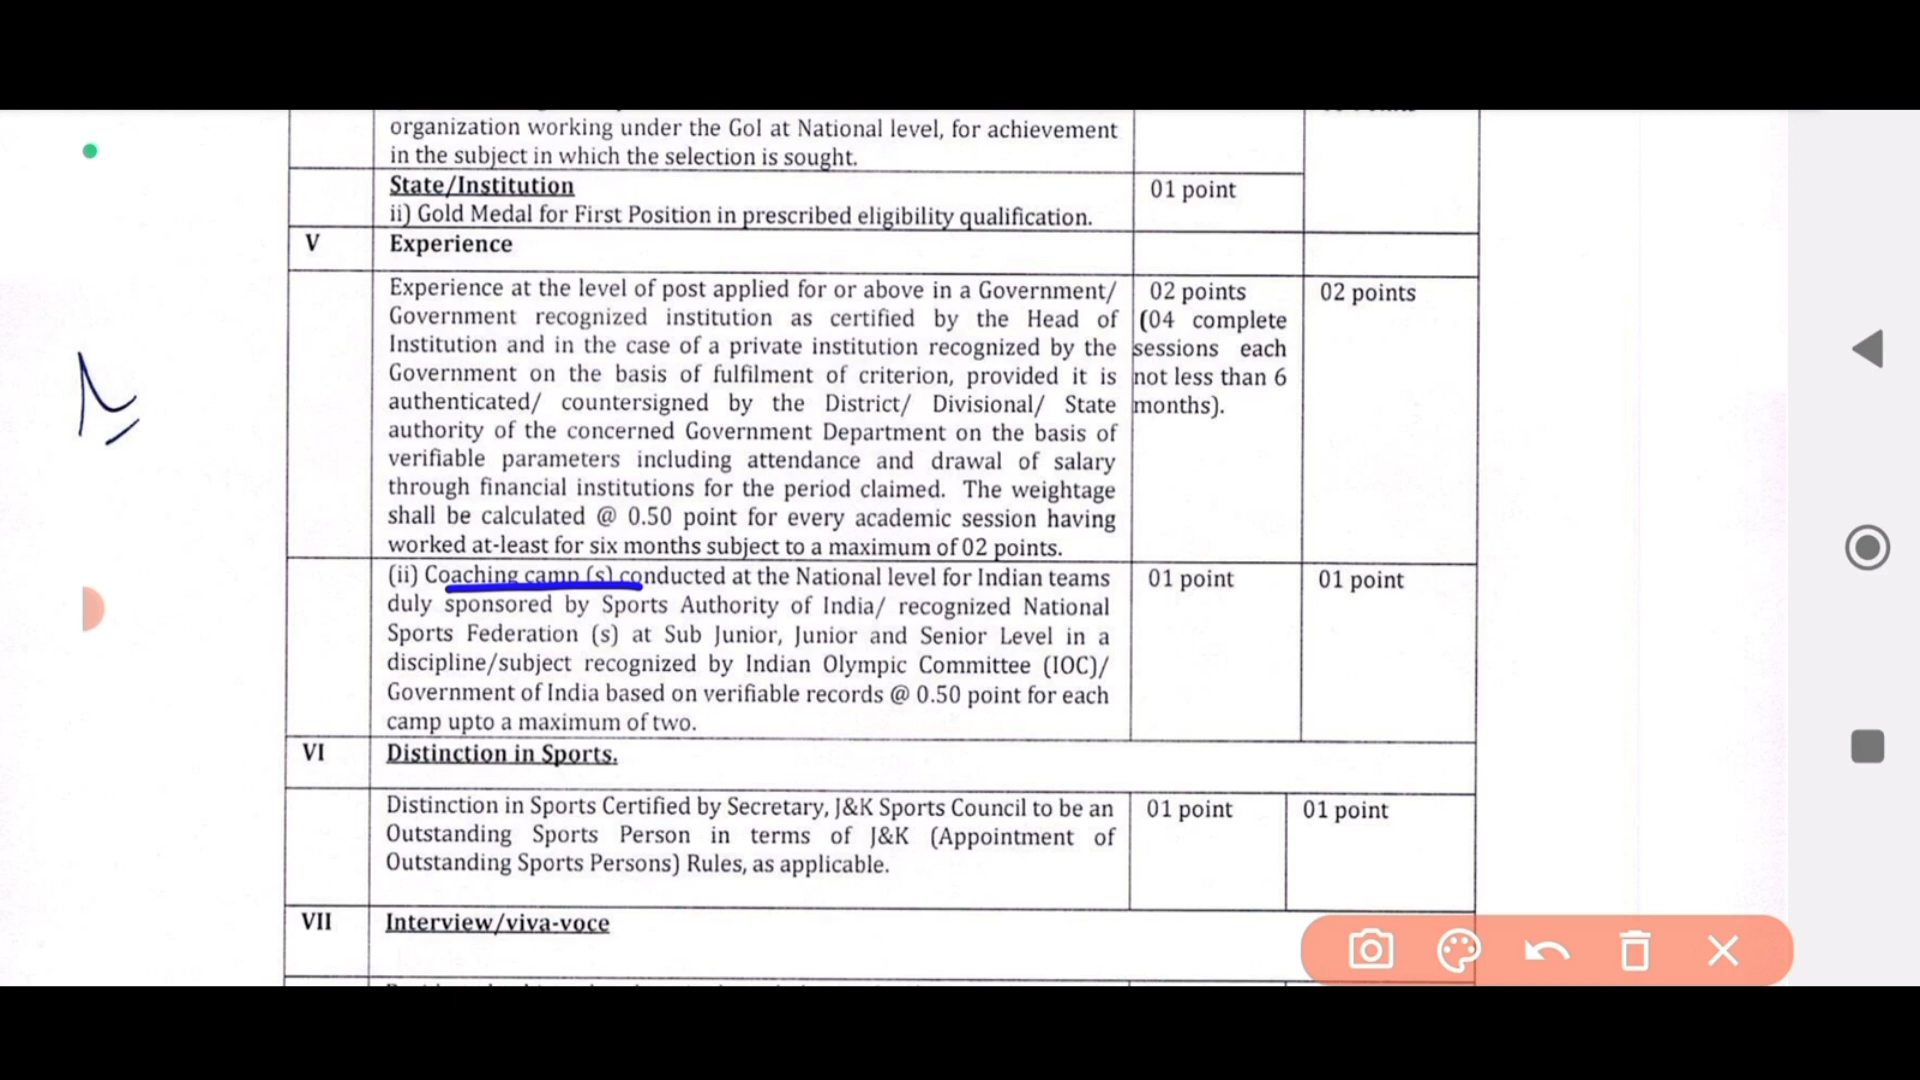 organization working under the GoI at National level, for achievement
in the subject in which the selection is sought.
State/Institution
01 point
ii) Gold Medal for First Position in prescribed eligibility qualification.
V
Experience
Experience at the level of post applied for or above in a Government/
Government recognized institution as certified by the Head of
Institution and in the case of a private institution recognized by the
Government on the basis of fulfilment of criterion, provided it is
authenticated/ countersigned by the District/ Divisional/ State
authority of the concerned Government Department on the basis of
verifiable parameters including attendance and drawal of salary
through financial institutions for the period claimed. The weightage
shall be calculated @ 0.50 point for every academic session having
worked at-least for six months subject to a maximum of 02 points.
02 points
(04 complete
sessions each
not less than 6
months).
02 points
(ii) Coaching camp (s) conducted at the National level for Indian teams
duly sponsored by Sports Authority of India/ recognized National
Sports Federation (s) at Sub Junior, Junior and Senior Level in a
discipline/subject recognized by Indian Olympic Committee (IOC)/
Government of India based on verifiable records @ 0.50 point for each
camp upto a maximum of two.
01 point
01 point
VI
Distinction in Sports.
Distinction in Sports Certified by Secretary, J&K Sports Council to be an
Outstanding Sports Person in terms of J&K (Appointment of
Outstanding Sports Persons) Rules, as applicable.
01 point
01 point
VII
Interview/viva-voce